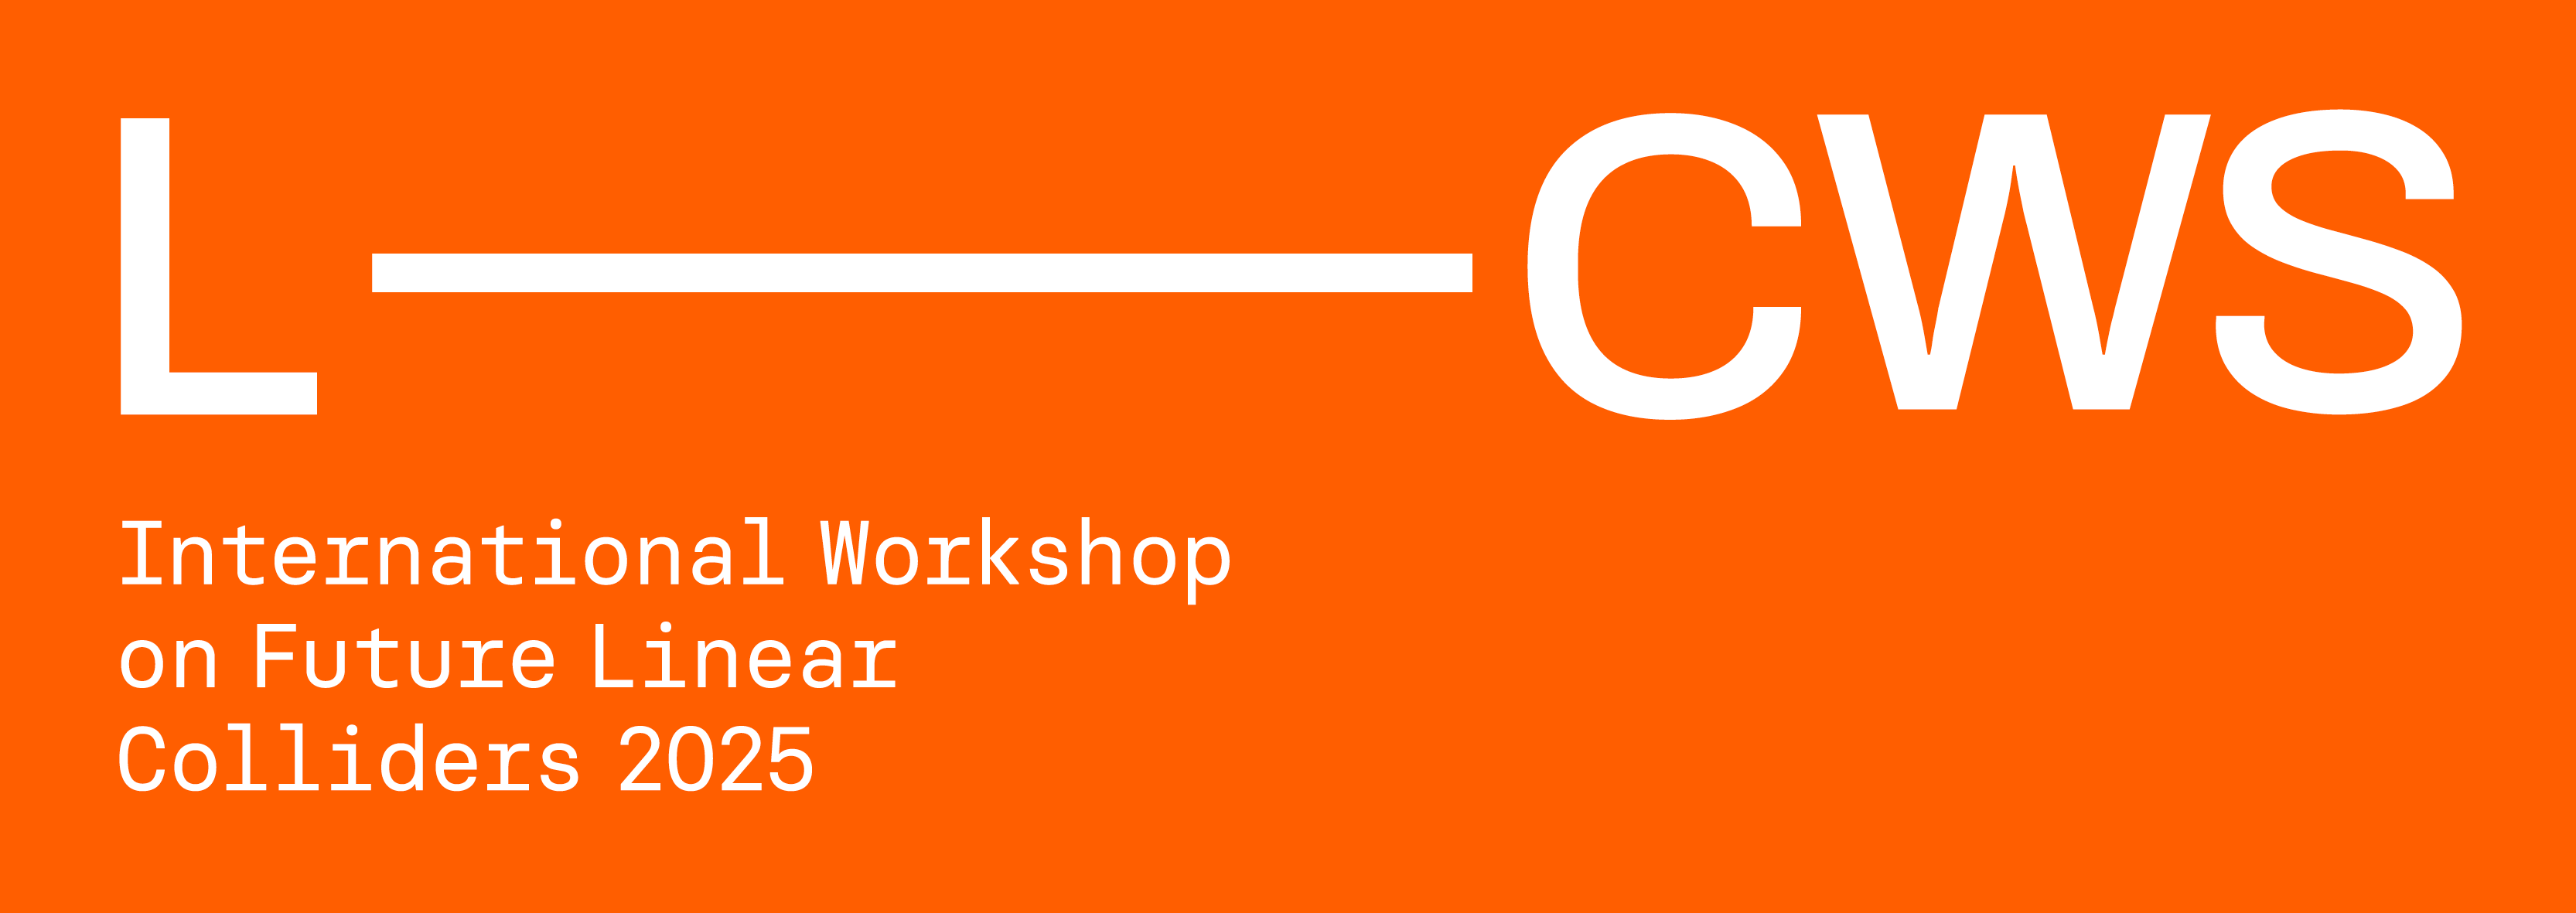 L—CWS
International Workshop
on Future Linear
Colliders 2025